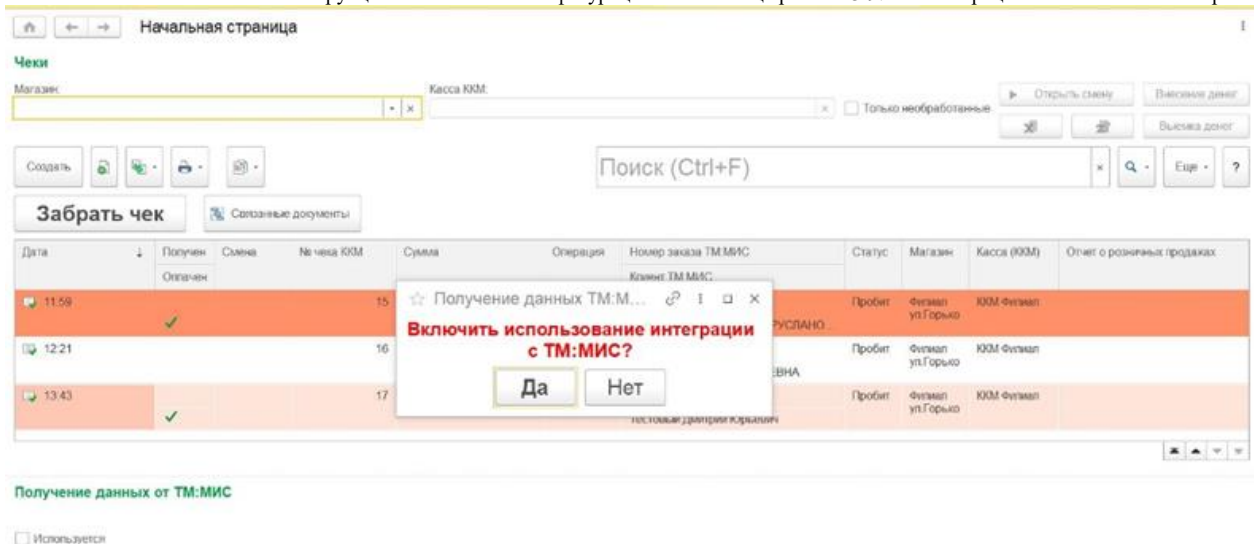 Начальная страница
Чеки
Магазин:
Касса ККМ:
Только необработанные
Открыть смену
Внесение денег
Выемка денег
Создать
Поиск (Ctrl+F)
Еще
?
Забрать чек
Связанные документы
Дата ↓ Получен Смена № чека ККМ Сумма Операция Номер заказа ТМ:МИС Статус Магазин Касса (ККМ) Отчет о розничных продажах
Оплачен Клиент ТМ:МИС
11:59 15 Пробит Филиал ККМ Филиал
РУСЛАНО... ул.Горько
12:21 16 Пробит Филиал ККМ Филиал
ЕВНА ул.Горько
13:43 17 Пробит Филиал ККМ Филиал
Тестовый Дмитрий Юрьевич ул.Горько
Получение данных ТМ:М...
Включить использование интеграции
с ТМ:МИС?
Да Нет
Получение данных от ТМ:МИС
Используется